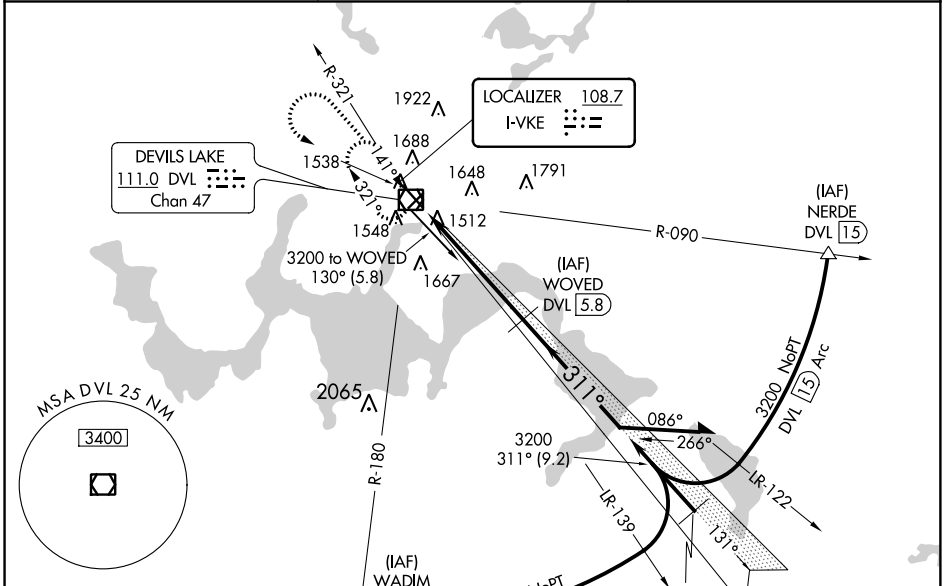 R-321
1922
LOCALIZER 108.7
I-VKE
1688
141°
1538
DEVILS LAKE
111.0 DVL
Chan 47
1648
1791
321°
1548
1512
(IAF)
NERDE
DVL 15
R-090
3200 to WOVED
130° (5.8)
1667
(IAF)
WOVED
DVL 5.8
3200 NoPT
DVL 15 Arc
311°
2065
MSA DVL 25 NM
3400
086°
266°
3200
311° (9.2)
R-180
LR-122
LR-139
131°
(IAF)
WADIM
NoPT